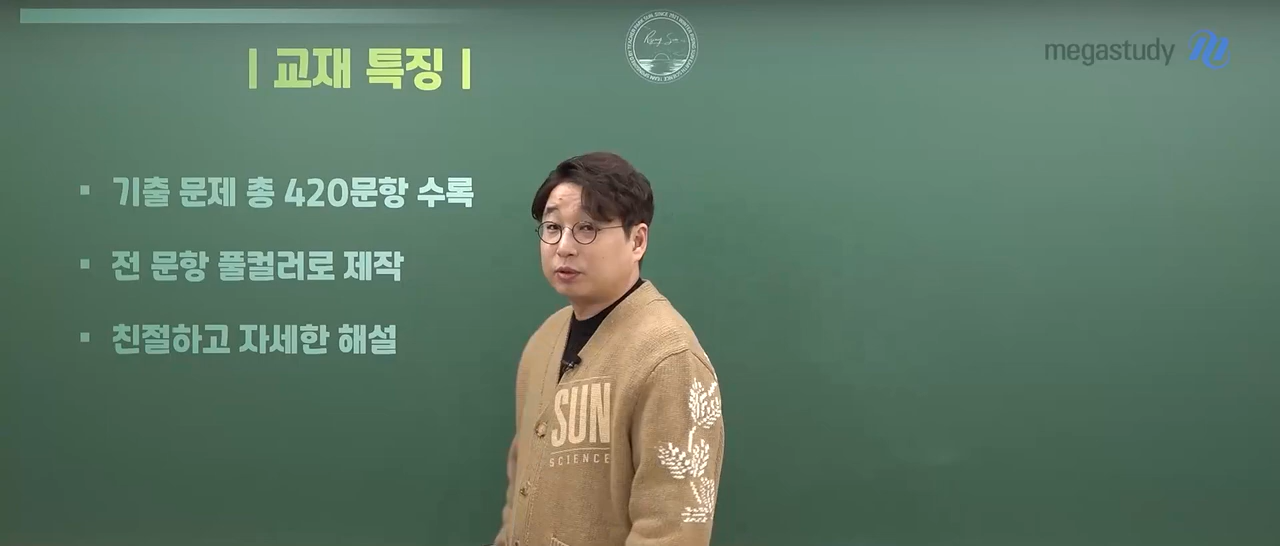 | 교재 특징 |
megastudy
▪ 기출 문제 총 420문항 수록
▪ 전 문항 풀컬러로 제작
▪ 친절하고 자세한 해설
SUN
SCIENCE